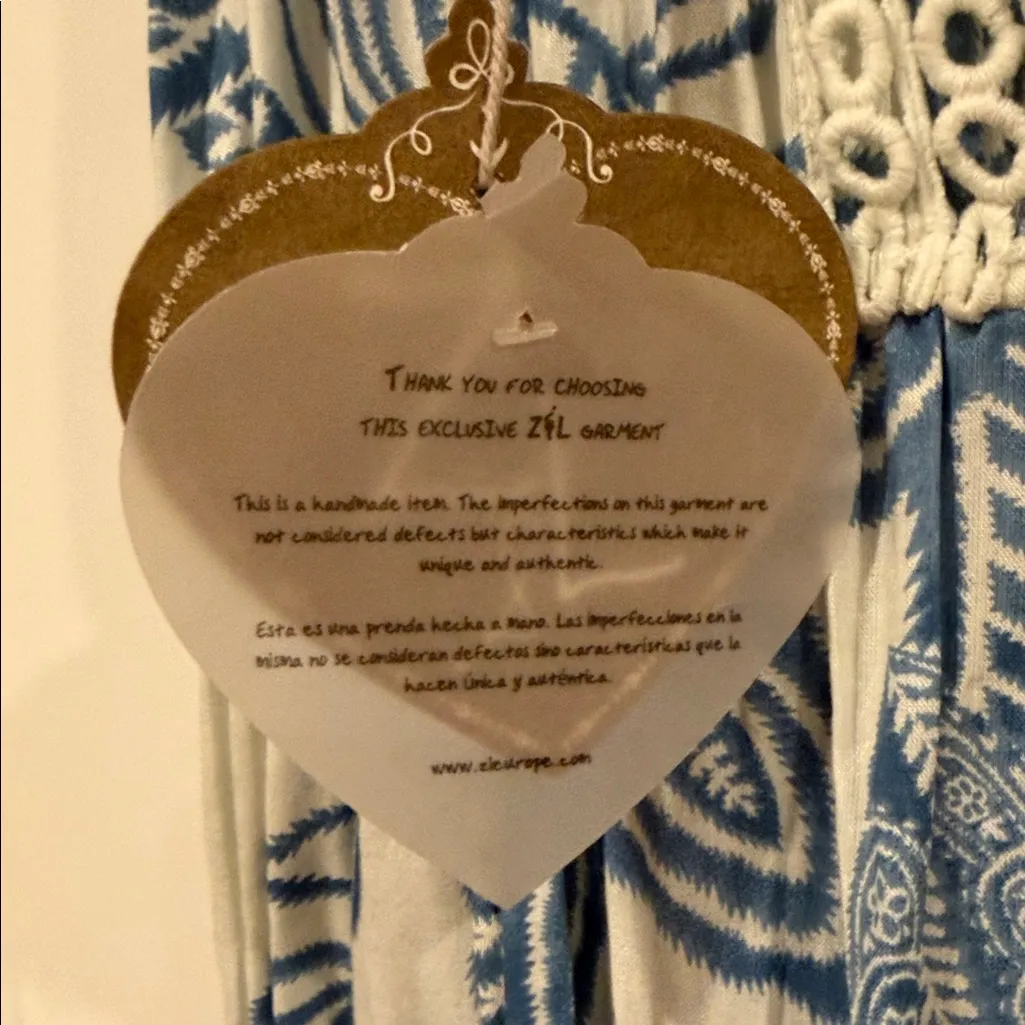 THANK YOU FOR CHOOSING
THIS EXCLUSIVE ZÉL GARMENT
This is a handmade item. The imperfections on this garment are
not considered defects but characteristics which make it
unique and authentic.
Esta es una prenda hecha a mano. Las imperfecciones en la
misma no se consideran defectos sino características que la
hacen única y auténtica.
www.zleurope.com